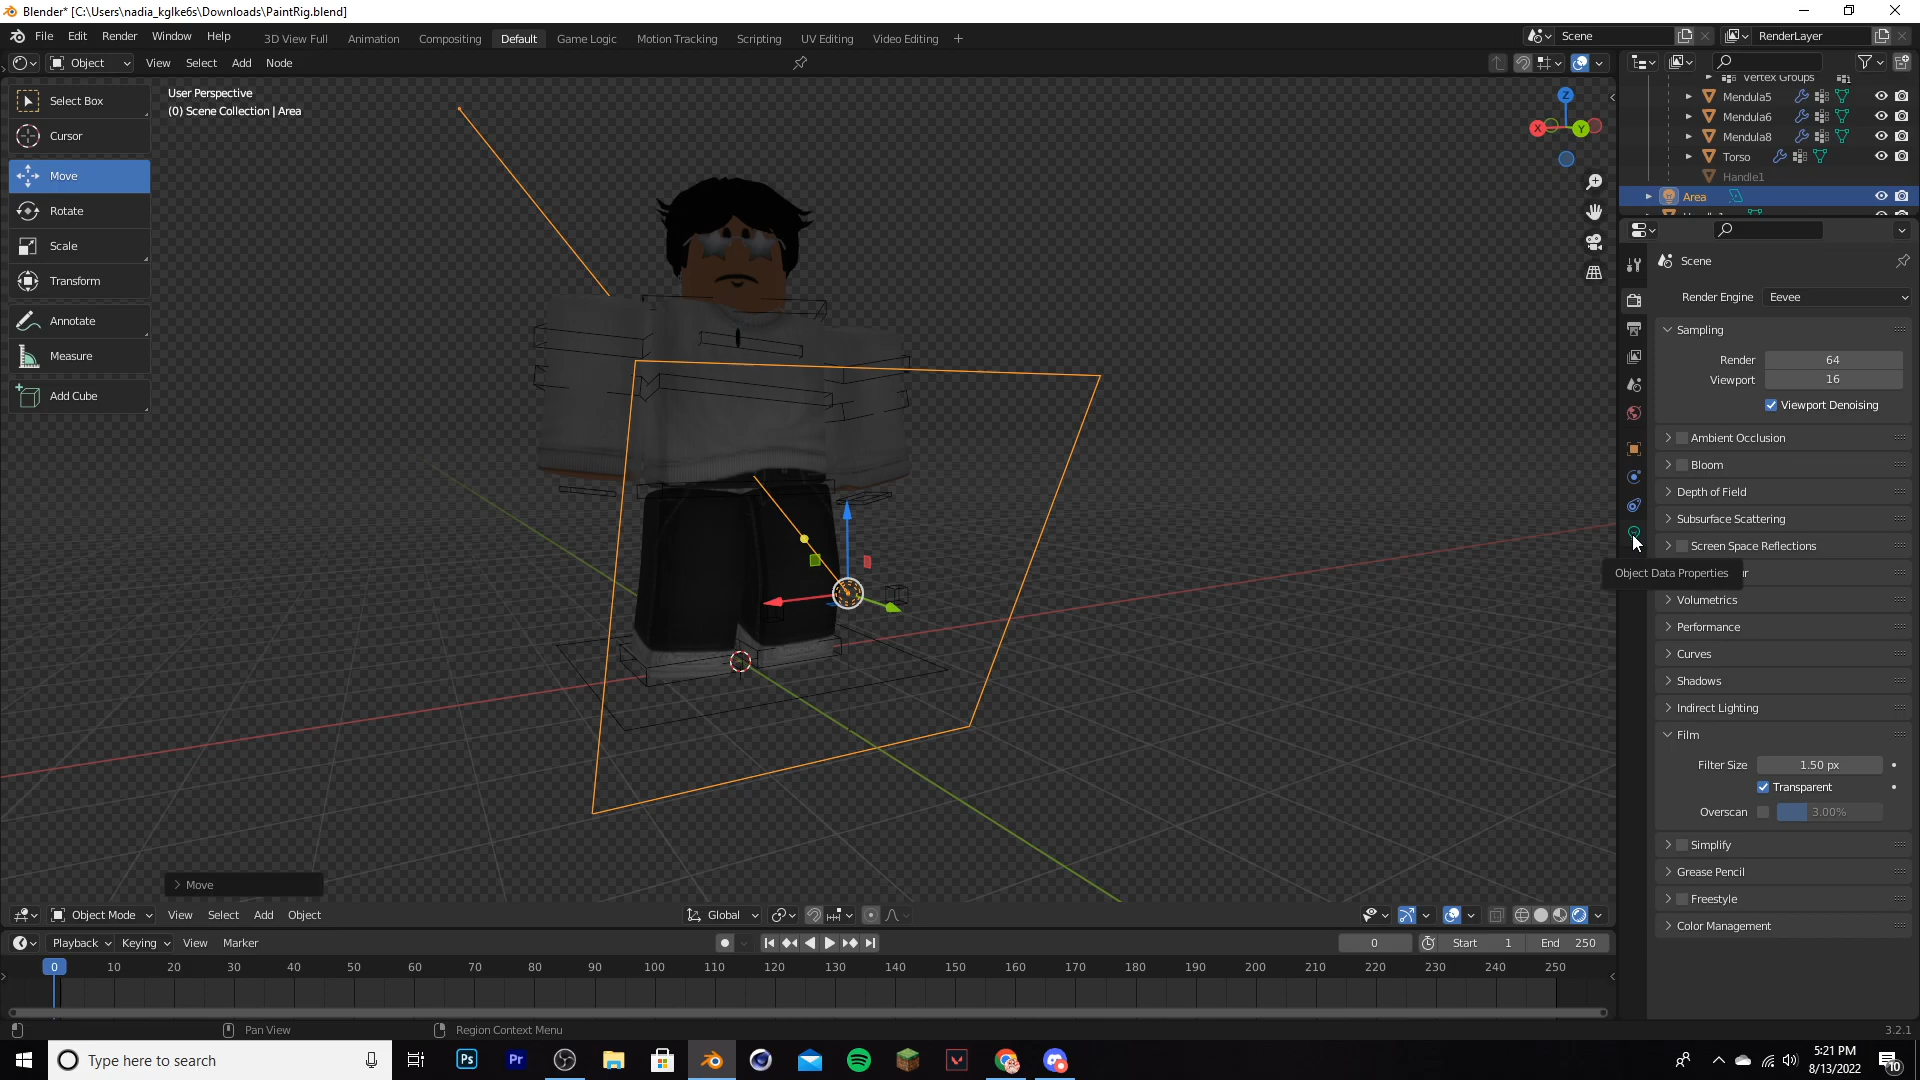 Blender* [C:\Users\nadia_kglke6s\Downloads\PaintRig.blend]
File Edit Render Window Help 3D View Full Animation Compositing Default Game Logic Motion Tracking Scripting UV Editing Video Editing + Scene RenderLayer
Object View Select Add Node
Select Box
Cursor
Move
Rotate
Scale
Transform
Annotate
Measure
Add Cube
User Perspective
(0) Scene Collection | Area
Z
X
Y
Vertex Groups
Mendula5
Mendula6
Mendula8
Torso
Handle1
Area
Scene
Render Engine Eevee
Sampling
Render 64
Viewport 16
Viewport Denoising
Ambient Occlusion
Bloom
Depth of Field
Subsurface Scattering
Screen Space Reflections
Object Data Properties
Volumetrics
Performance
Curves
Shadows
Indirect Lighting
Film
Filter Size 1.50 px
Transparent
Overscan 3.00%
Simplify
Grease Pencil
Freestyle
Color Management
Move
Object Mode View Select Add Object Global
Playback Keying View Marker 0 Start 1 End 250
0 10 20 30 40 50 60 70 80 90 100 110 120 130 140 150 160 170 180 190 200 210 220 230 240 250
Pan View Region Context Menu 3.2.1
Type here to search
Ps
Pr
5:21 PM
8/13/2022
10